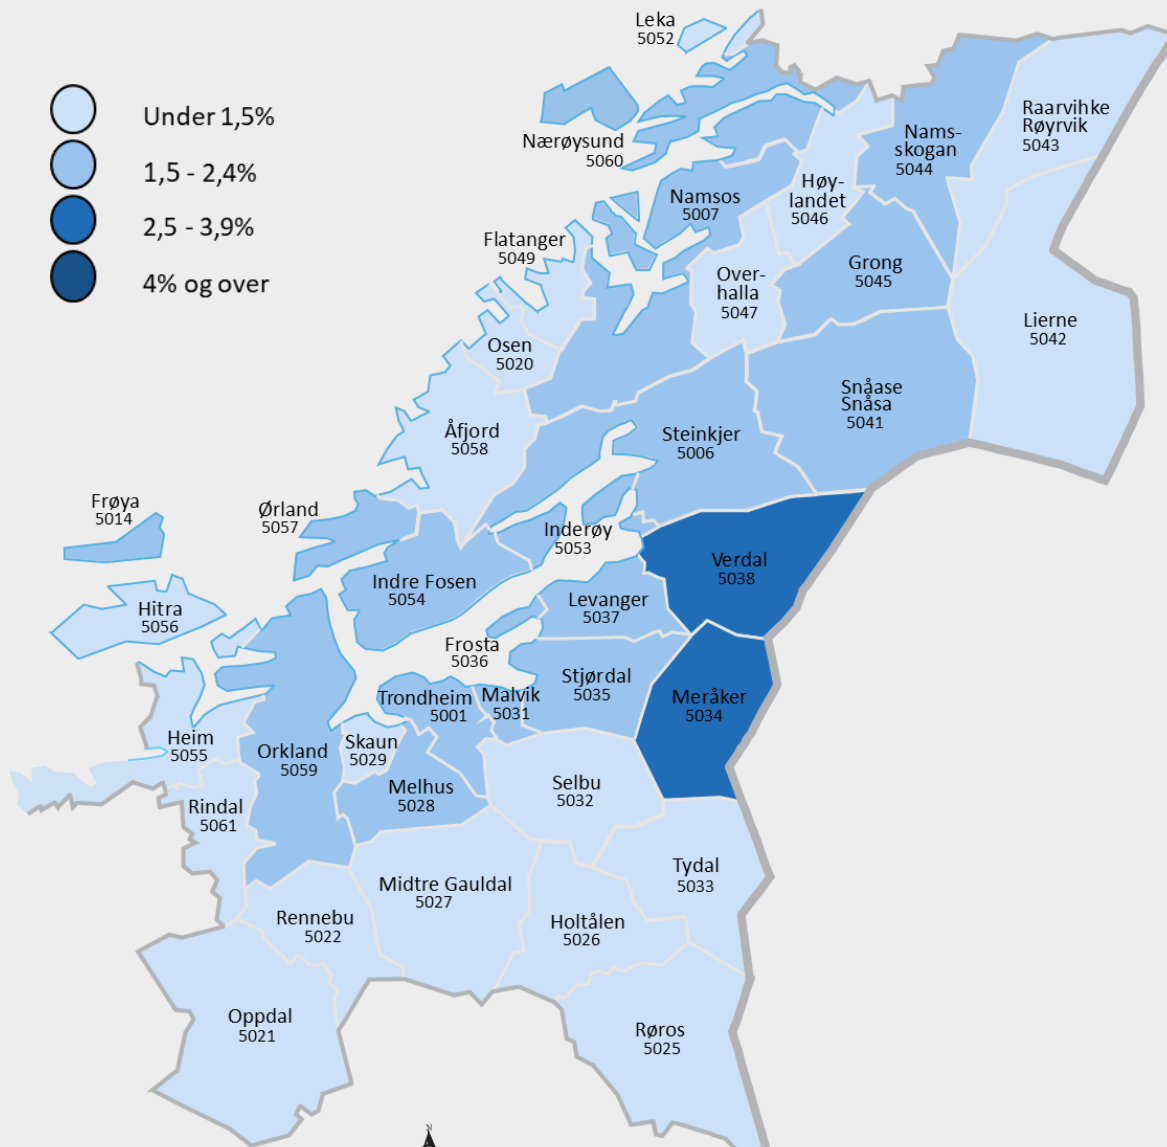 Under 1,5%
1,5 - 2,4%
2,5 - 3,9%
4% og over
Leka
5052
Nærøysund
5060
Raarvihke
Røyrvik
5043
Nams-
skogan
5044
Høy-
landet
5046
Namsos
5007
Flatanger
5049
Over-
halla
5047
Grong
5045
Lierne
5042
Osen
5020
Snåase
Snåsa
5041
Åfjord
5058
Steinkjer
5006
Frøya
5014
Ørland
5057
Inderøy
5053
Verdal
5038
Indre Fosen
5054
Levanger
5037
Hitra
5056
Frosta
5036
Stjørdal
5035
Meråker
5034
Trondheim
5001
Malvik
5031
Heim
5055
Orkland
5059
Skaun
5029
Melhus
5028
Selbu
5032
Rindal
5061
Tydal
5033
Midtre Gauldal
5027
Rennebu
5022
Holtålen
5026
Oppdal
5021
Røros
5025
N